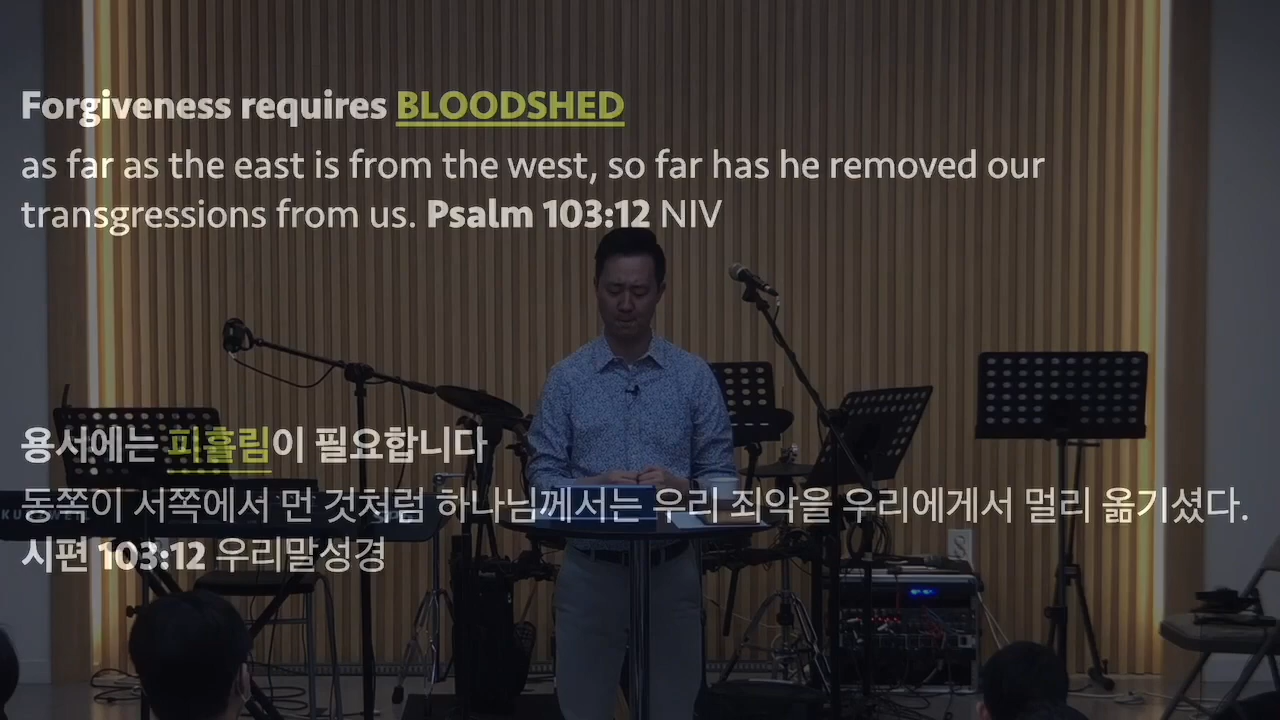 Forgiveness requires BLOODSHED
as far as the east is from the west, so far has he removed our
transgressions from us. Psalm 103:12 NIV
용서에는 피흘림이 필요합니다
동쪽이 서쪽에서 먼 것처럼 하나님께서는 우리 죄악을 우리에게서 멀리 옮기셨다.
시편 103:12 우리말성경